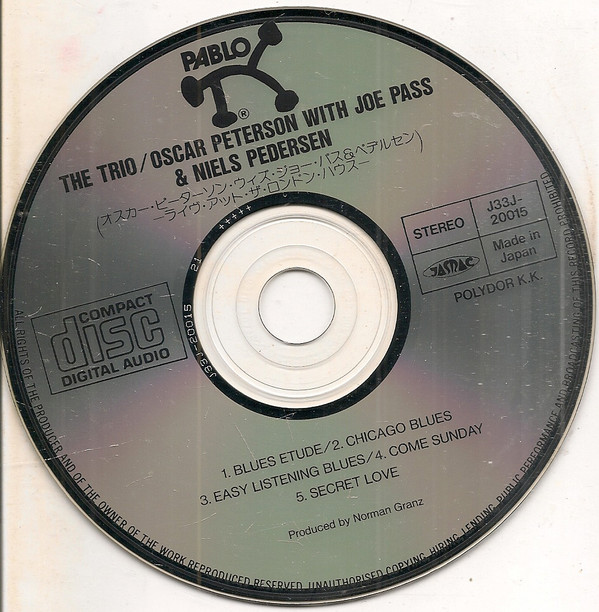 PABLO
®
THE TRIO/OSCAR PETERSON WITH JOE PASS
& NIELS PEDERSEN
(オスカー・ピーターソン・ウィズ・ジョー・パス&ペデルセン
ーライヴ・アット・ザ・ロンドン・ハウスー)
STEREO
J33J-
20015
JASRAC
Made in
Japan
POLYDOR K.K.
COMPACT
disc
DIGITAL AUDIO
J33J-20015 21 +++++
1. BLUES ETUDE/2. CHICAGO BLUES
3. EASY LISTENING BLUES/4. COME SUNDAY
5. SECRET LOVE
Produced by Norman Granz
ALL RIGHTS OF THE PRODUCER AND OF THE OWNER OF THE WORK REPRODUCED RESERVED. UNAUTHORISED COPYING, HIRING, LENDING, PUBLIC PERFORMANCE AND BROADCASTING OF THIS RECORD PROHIBITED